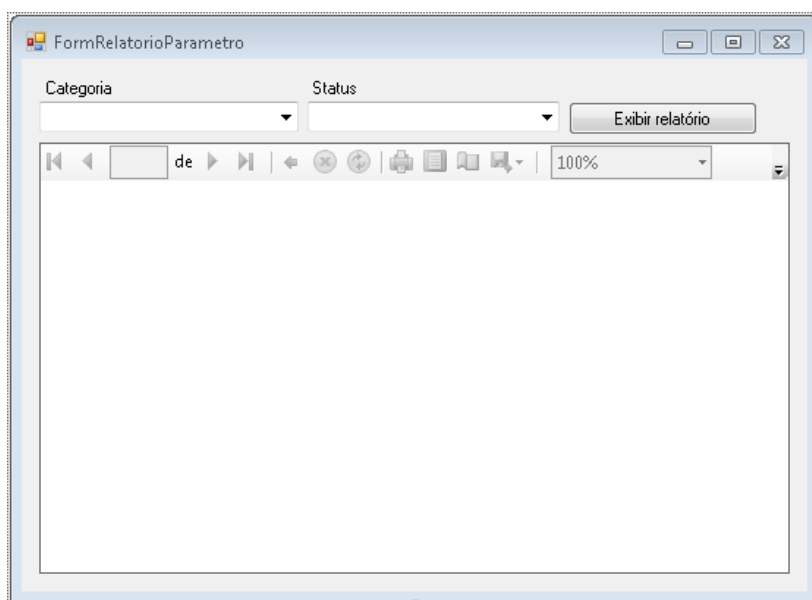 FormRelatorioParametro
Categoria Status
Exibir relatório
de 100%